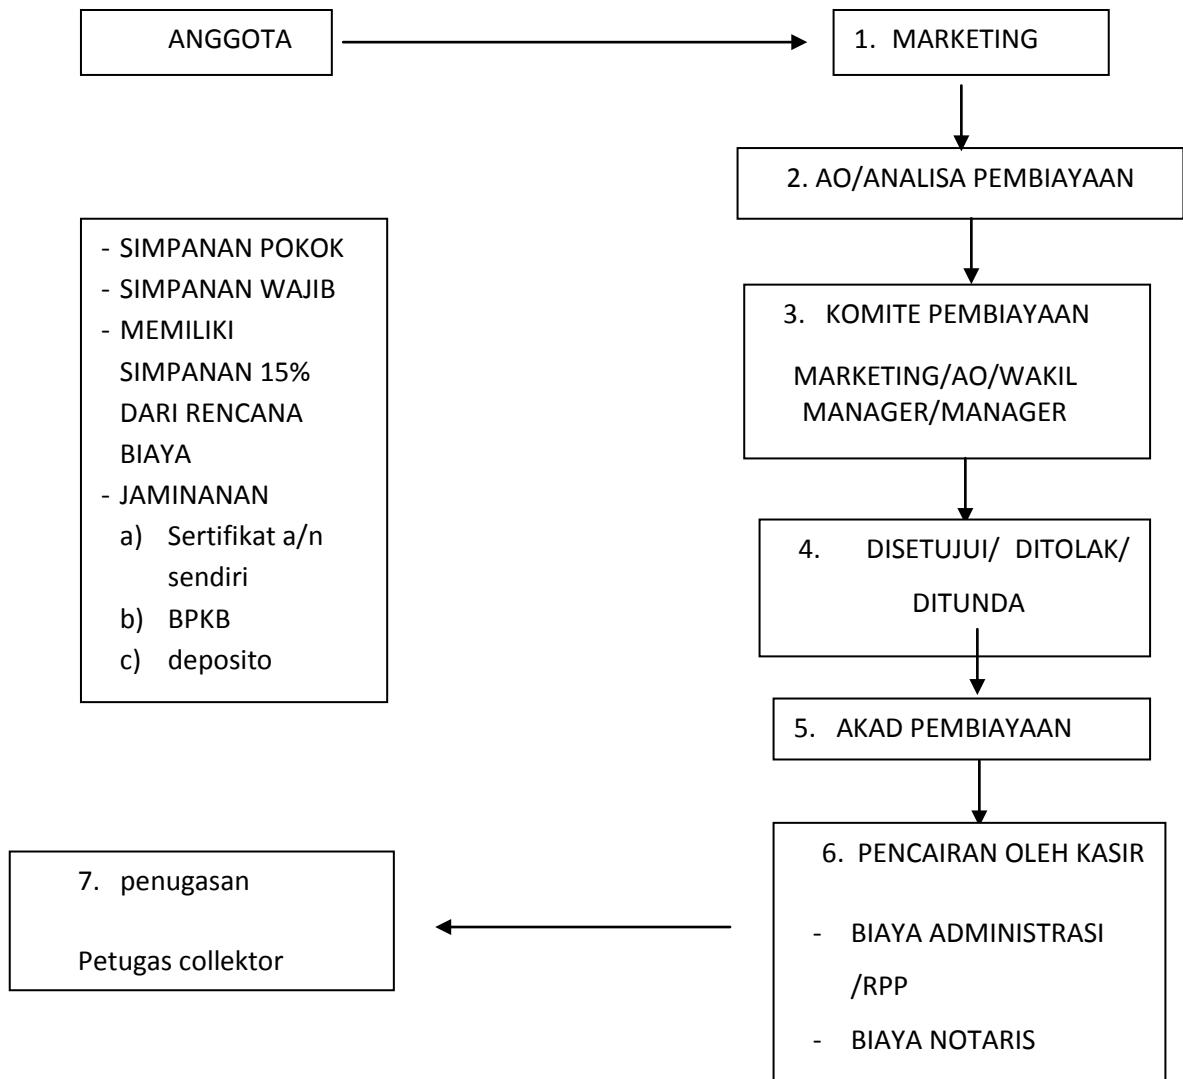 ANGGOTA
1. MARKETING
2. AO/ANALISA PEMBIAYAAN
- SIMPANAN POKOK
- SIMPANAN WAJIB
- MEMILIKI
SIMPANAN 15%
DARI RENCANA
BIAYA
- JAMINANAN
a) Sertifikat a/n
sendiri
b) BPKB
c) deposito
3. KOMITE PEMBIAYAAN
MARKETING/AO/WAKIL
MANAGER/MANAGER
4. DISETUJUI/ DITOLAK/
DITUNDA
5. AKAD PEMBIAYAAN
6. PENCAIRAN OLEH KASIR
- BIAYA ADMINISTRASI
/RPP
- BIAYA NOTARIS
7. penugasan
Petugas collektor